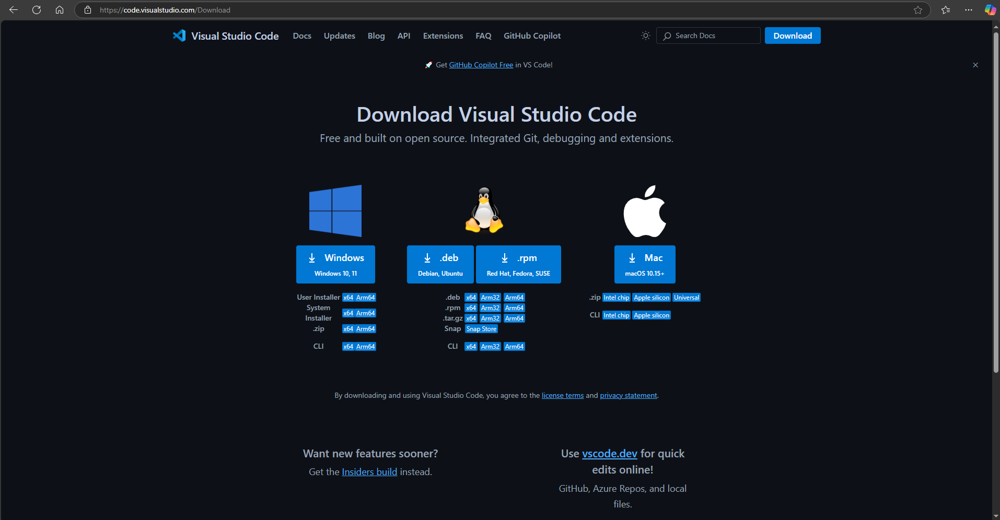 https://code.visualstudio.com/Download
Visual Studio Code Docs Updates Blog API Extensions FAQ GitHub Copilot Search Docs Download
Get GitHub Copilot Free in VS Code!
Download Visual Studio Code
Free and built on open source. Integrated Git, debugging and extensions.
Windows
Windows 10, 11
User Installer x64 Arm64
System
Installer x64 Arm64
.zip x64 Arm64
CLI x64 Arm64
.deb
Debian, Ubuntu
.rpm
Red Hat, Fedora, SUSE
.deb x64 Arm32 Arm64
.rpm x64 Arm32 Arm64
.tar.gz x64 Arm32 Arm64
Snap Snap Store
CLI x64 Arm32 Arm64
Mac
macOS 10.15+
.zip Intel chip Apple silicon Universal
CLI Intel chip Apple silicon
By downloading and using Visual Studio Code, you agree to the license terms and privacy statement.
Want new features sooner?
Get the Insiders build instead.
Use vscode.dev for quick
edits online!
GitHub, Azure Repos, and local
files.